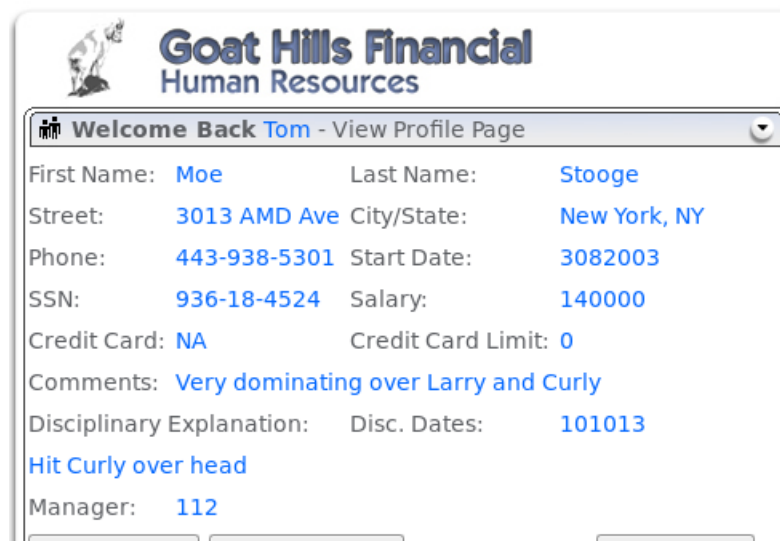 Goat Hills Financial
Human Resources
Welcome Back Tom - View Profile Page
First Name: Moe Last Name: Stooge
Street: 3013 AMD Ave City/State: New York, NY
Phone: 443-938-5301 Start Date: 3082003
SSN: 936-18-4524 Salary: 140000
Credit Card: NA Credit Card Limit: 0
Comments: Very dominating over Larry and Curly
Disciplinary Explanation: Disc. Dates: 101013
Hit Curly over head
Manager: 112